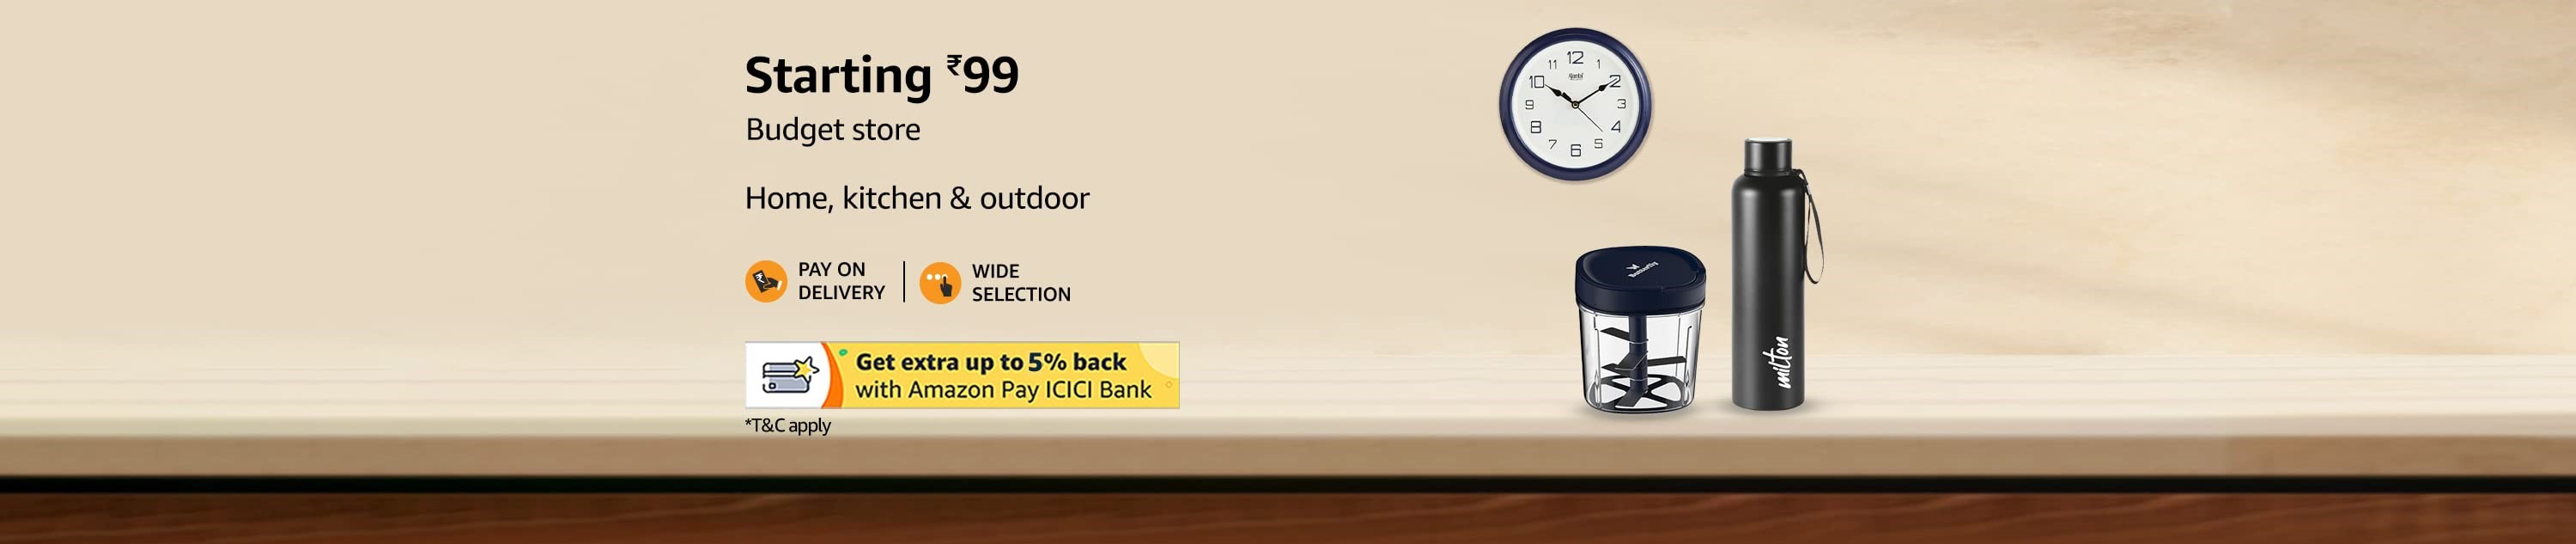 Starting ₹99
Budget store
Home, kitchen & outdoor
PAY ON
DELIVERY
WIDE
SELECTION
Get extra up to 5% back
with Amazon Pay ICICI Bank
*T&C apply
12
11 1
10 2
9 3
8 4
7 5
6
Butterfly
milton